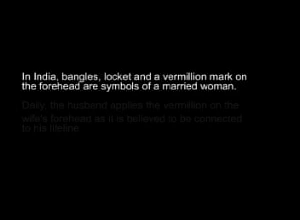 In India, bangles, locket and a vermillion mark on
the forehead are symbols of a married woman.
Daily, the husband applies the vermillion on the
wife's forehead as it is believed to be connected
to his lifeline.